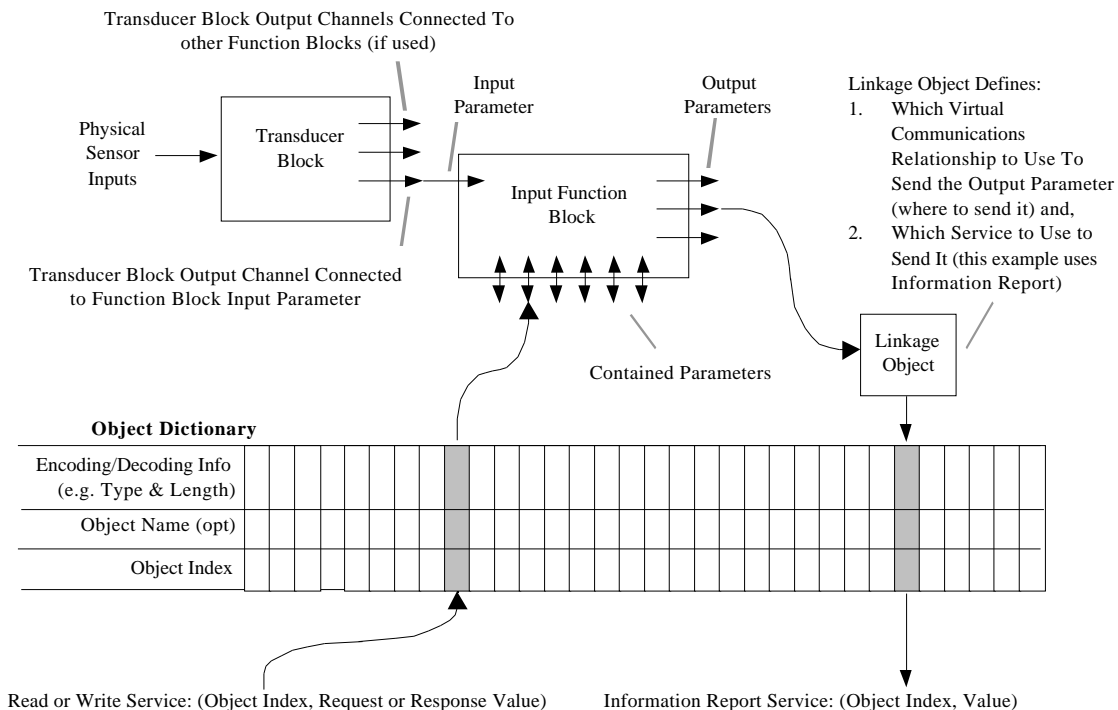 Transducer Block Output Channels Connected To
other Function Blocks (if used)
Input
Parameter
Output
Parameters
Linkage Object Defines:
1. Which Virtual
Communications
Relationship to Use To
Send the Output Parameter
(where to send it) and,
2. Which Service to Use to
Send It (this example uses
Information Report)
Physical
Sensor
Inputs
Transducer
Block
Input Function
Block
Transducer Block Output Channel Connected
to Function Block Input Parameter
Linkage
Object
Contained Parameters
Object Dictionary
Encoding/Decoding Info
(e.g. Type & Length)
Object Name (opt)
Object Index
Read or Write Service: (Object Index, Request or Response Value)
Information Report Service: (Object Index, Value)